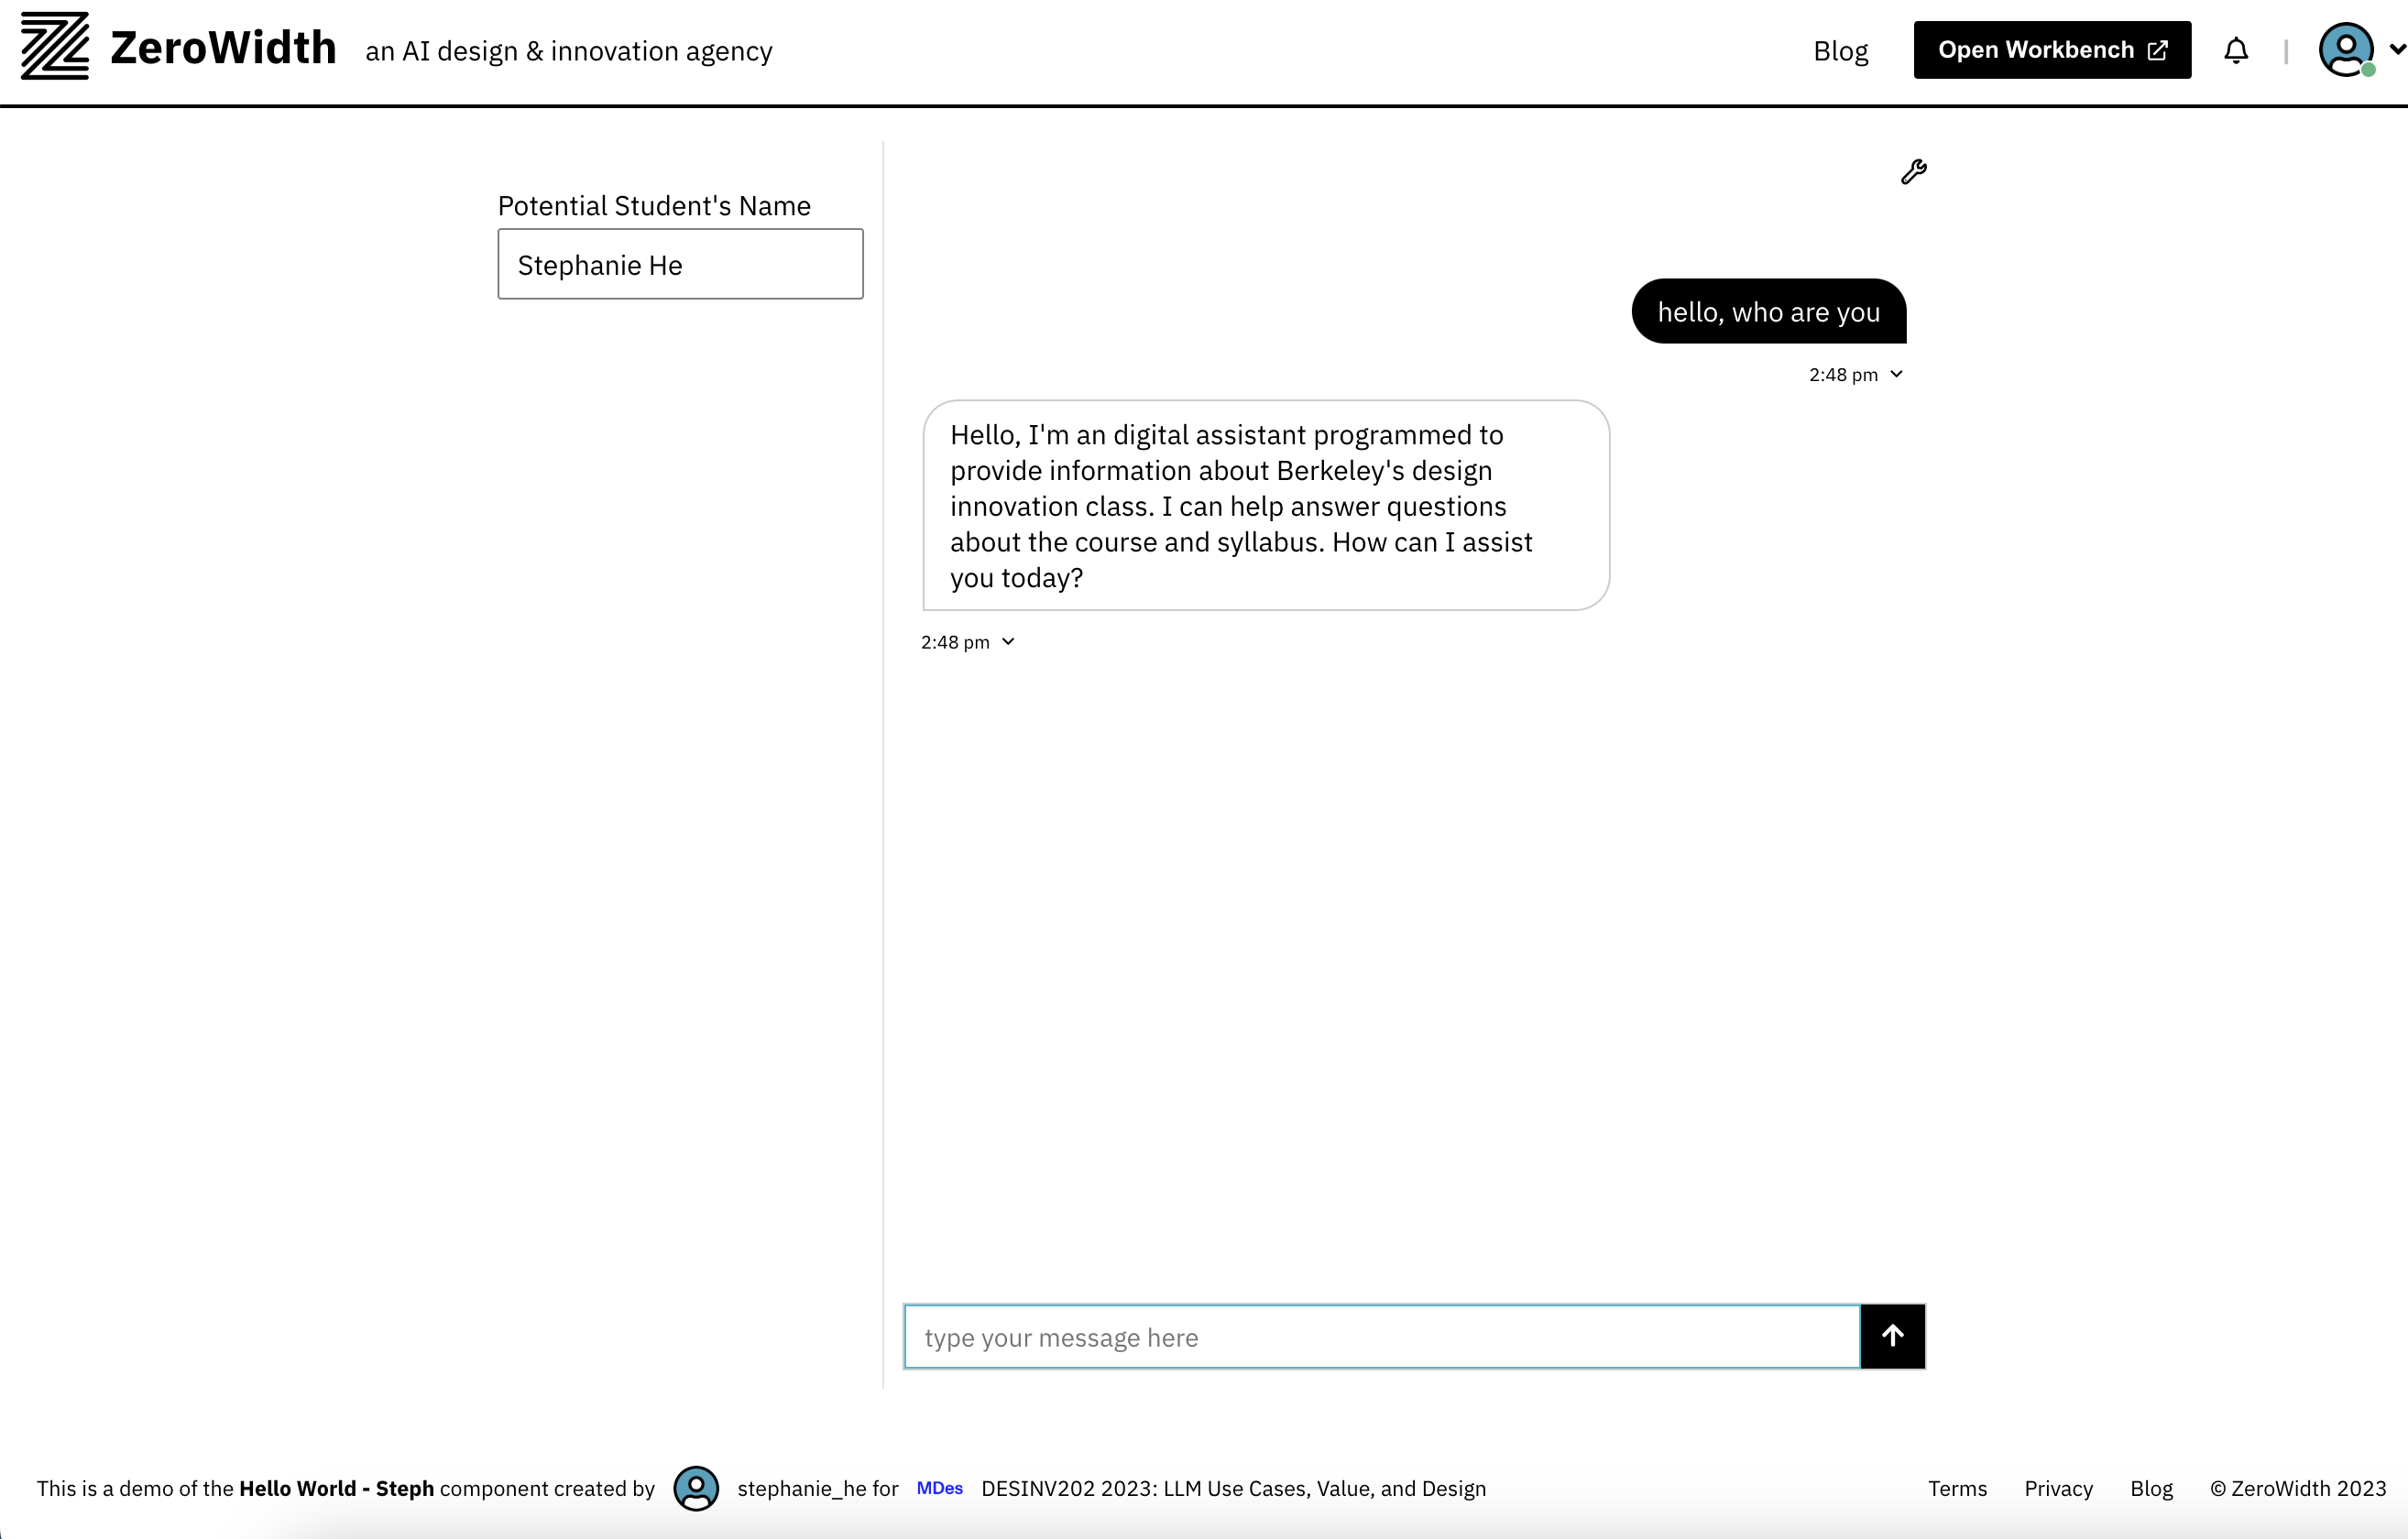 ZeroWidth an AI design & innovation agency Blog Open Workbench
Potential Student's Name
Stephanie He
hello, who are you
2:48 pm
Hello, I'm an digital assistant programmed to
provide information about Berkeley's design
innovation class. I can help answer questions
about the course and syllabus. How can I assist
you today?
2:48 pm
type your message here
This is a demo of the Hello World - Steph component created by stephanie_he for MDes DESINV202 2023: LLM Use Cases, Value, and Design Terms Privacy Blog © ZeroWidth 2023